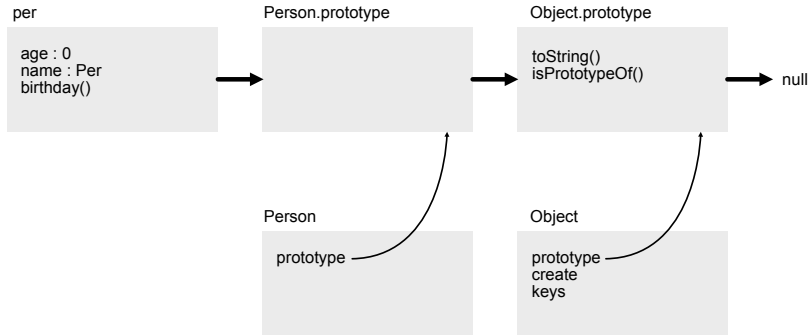 per
age : 0
name : Per
birthday()
Person.prototype
Object.prototype
toString()
isPrototypeOf()
null
Person
prototype
Object
prototype
create
keys